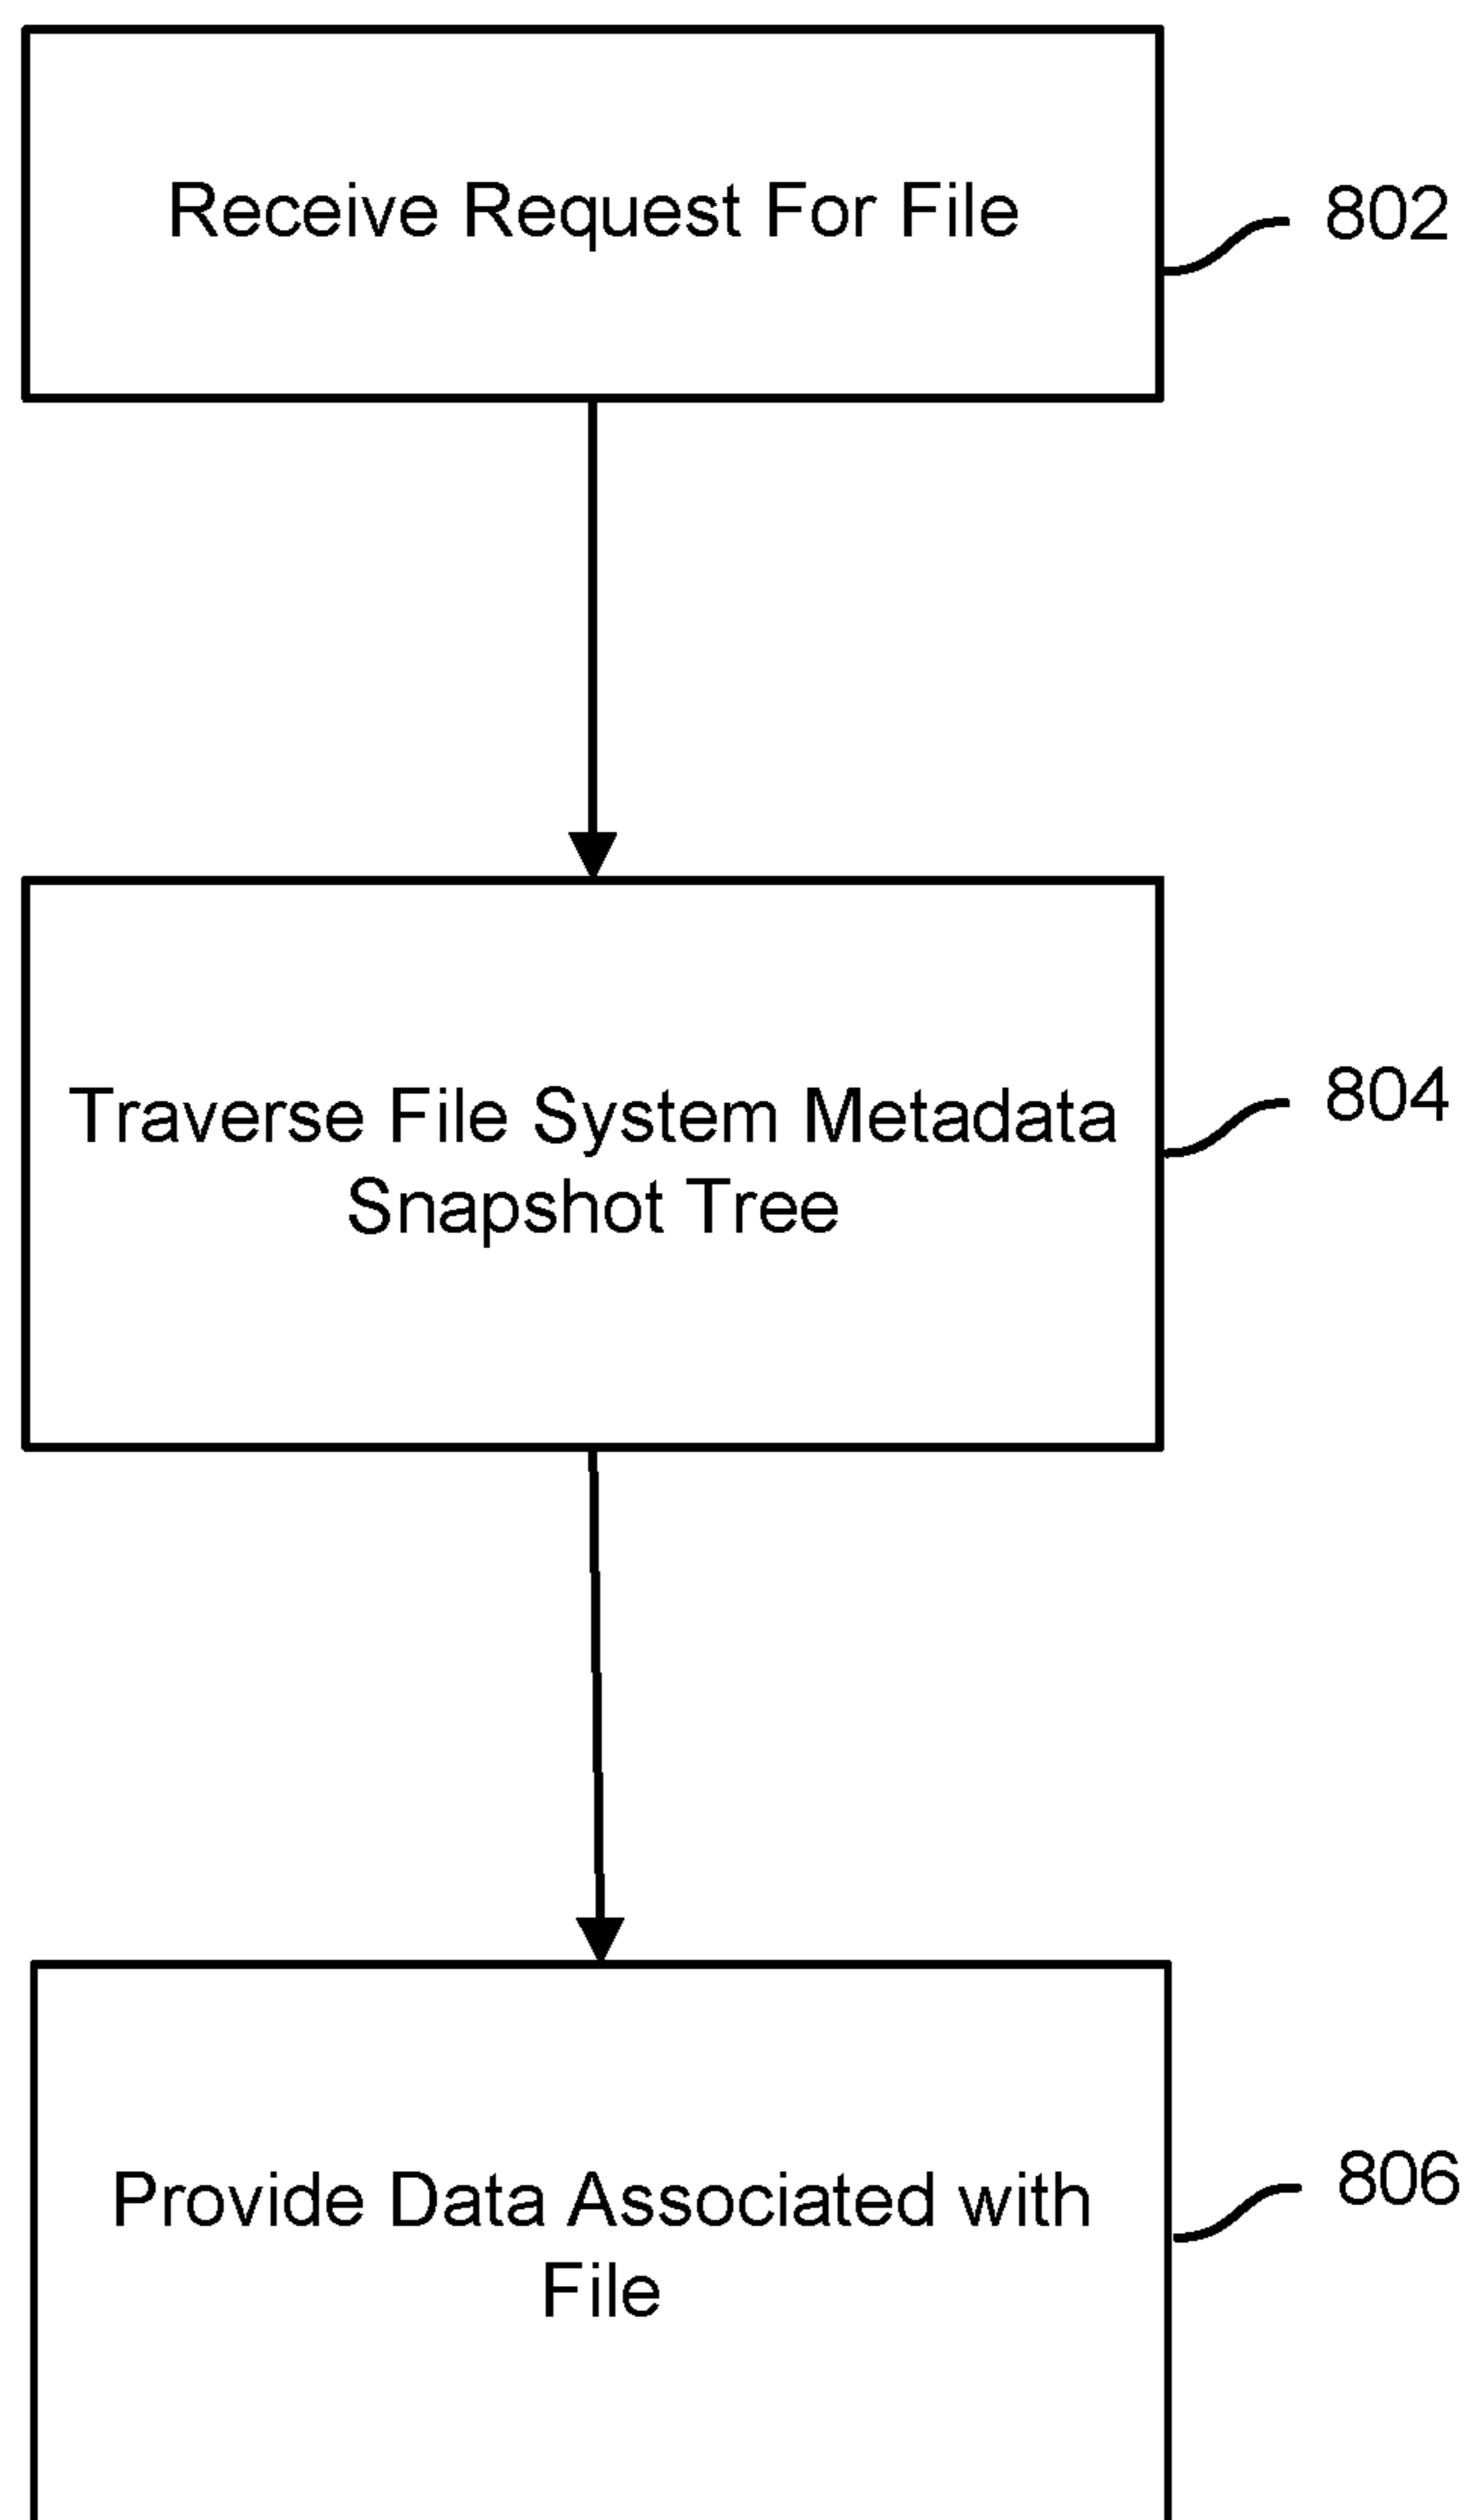 Receive Request For File
802
Traverse File System Metadata
Snapshot Tree
804
Provide Data Associated with
File
806